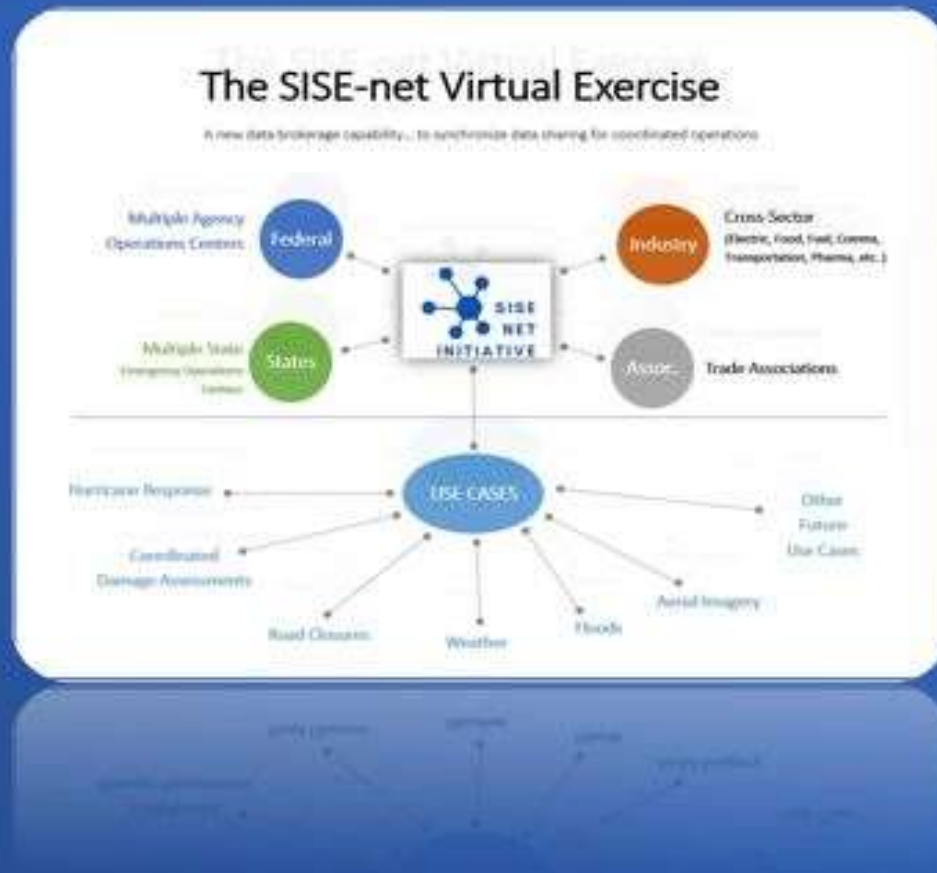 The SISE-net Virtual Exercise
A new data brokerage capability... to synchronize data sharing for coordinated operations
Multiple Agency
Operations Centers
Federal
Industry
Cross-Sector
(Electric, Food, Fuel, Comms,
Transportation, Pharma, etc.)
SISE
NET
INITIATIVE
Multiple State
Emergency Operations
Centers
States
Assoc.
Trade Associations
USE CASES
Hurricane Response
Coordinated
Damage Assessments
Road Closures
Weather
Floods
Aerial Imagery
Other
Future
Use Cases